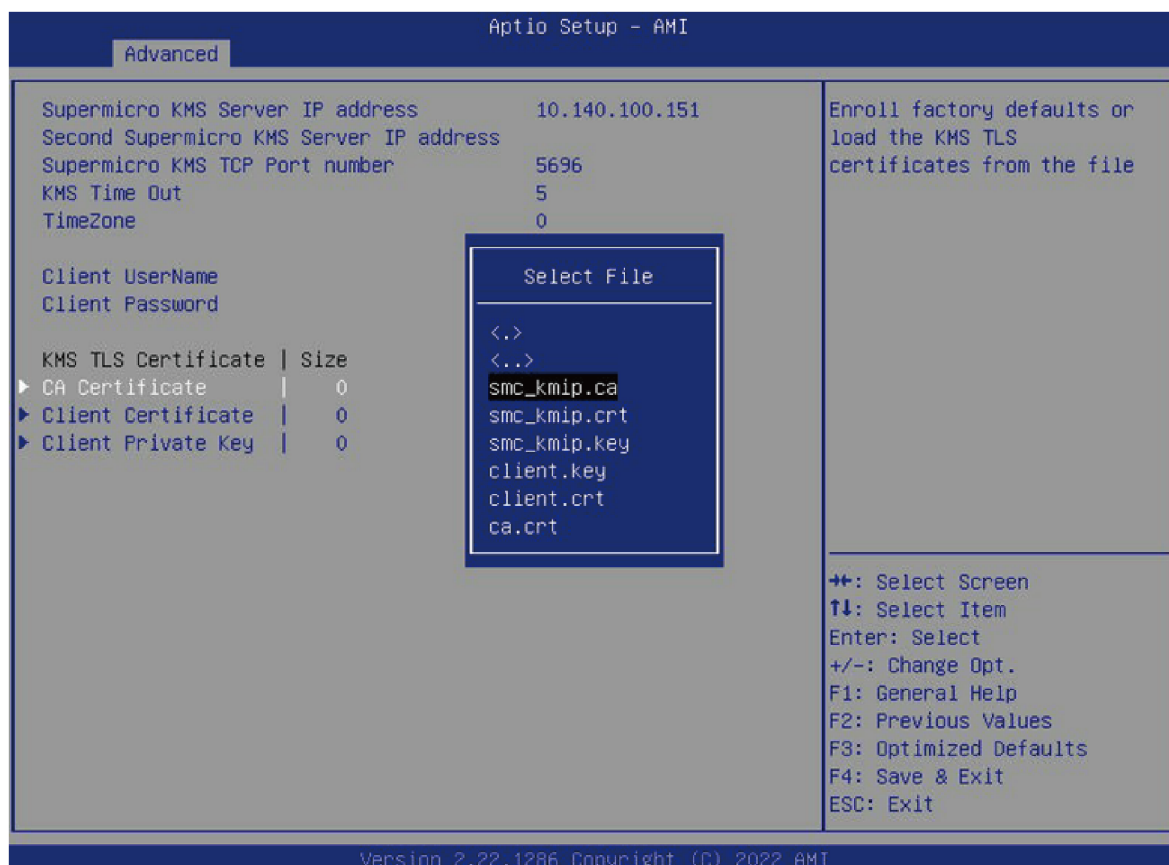 Aptio Setup - AMI
Advanced
Supermicro KMS Server IP address 10.140.100.151
Second Supermicro KMS Server IP address
Supermicro KMS TCP Port number 5696
KMS Time Out 5
TimeZone 0
Client UserName
Client Password
KMS TLS Certificate | Size
CA Certificate | 0
Client Certificate | 0
Client Private Key | 0
Select File
<.>
<..>
smc_kmip.ca
smc_kmip.crt
smc_kmip.key
client.key
client.crt
ca.crt
Enroll factory defaults or
load the KMS TLS
certificates from the file
→←: Select Screen
↑↓: Select Item
Enter: Select
+/-: Change Opt.
F1: General Help
F2: Previous Values
F3: Optimized Defaults
F4: Save & Exit
ESC: Exit
Version 2.22.1286 Copyright (C) 2022 AMI